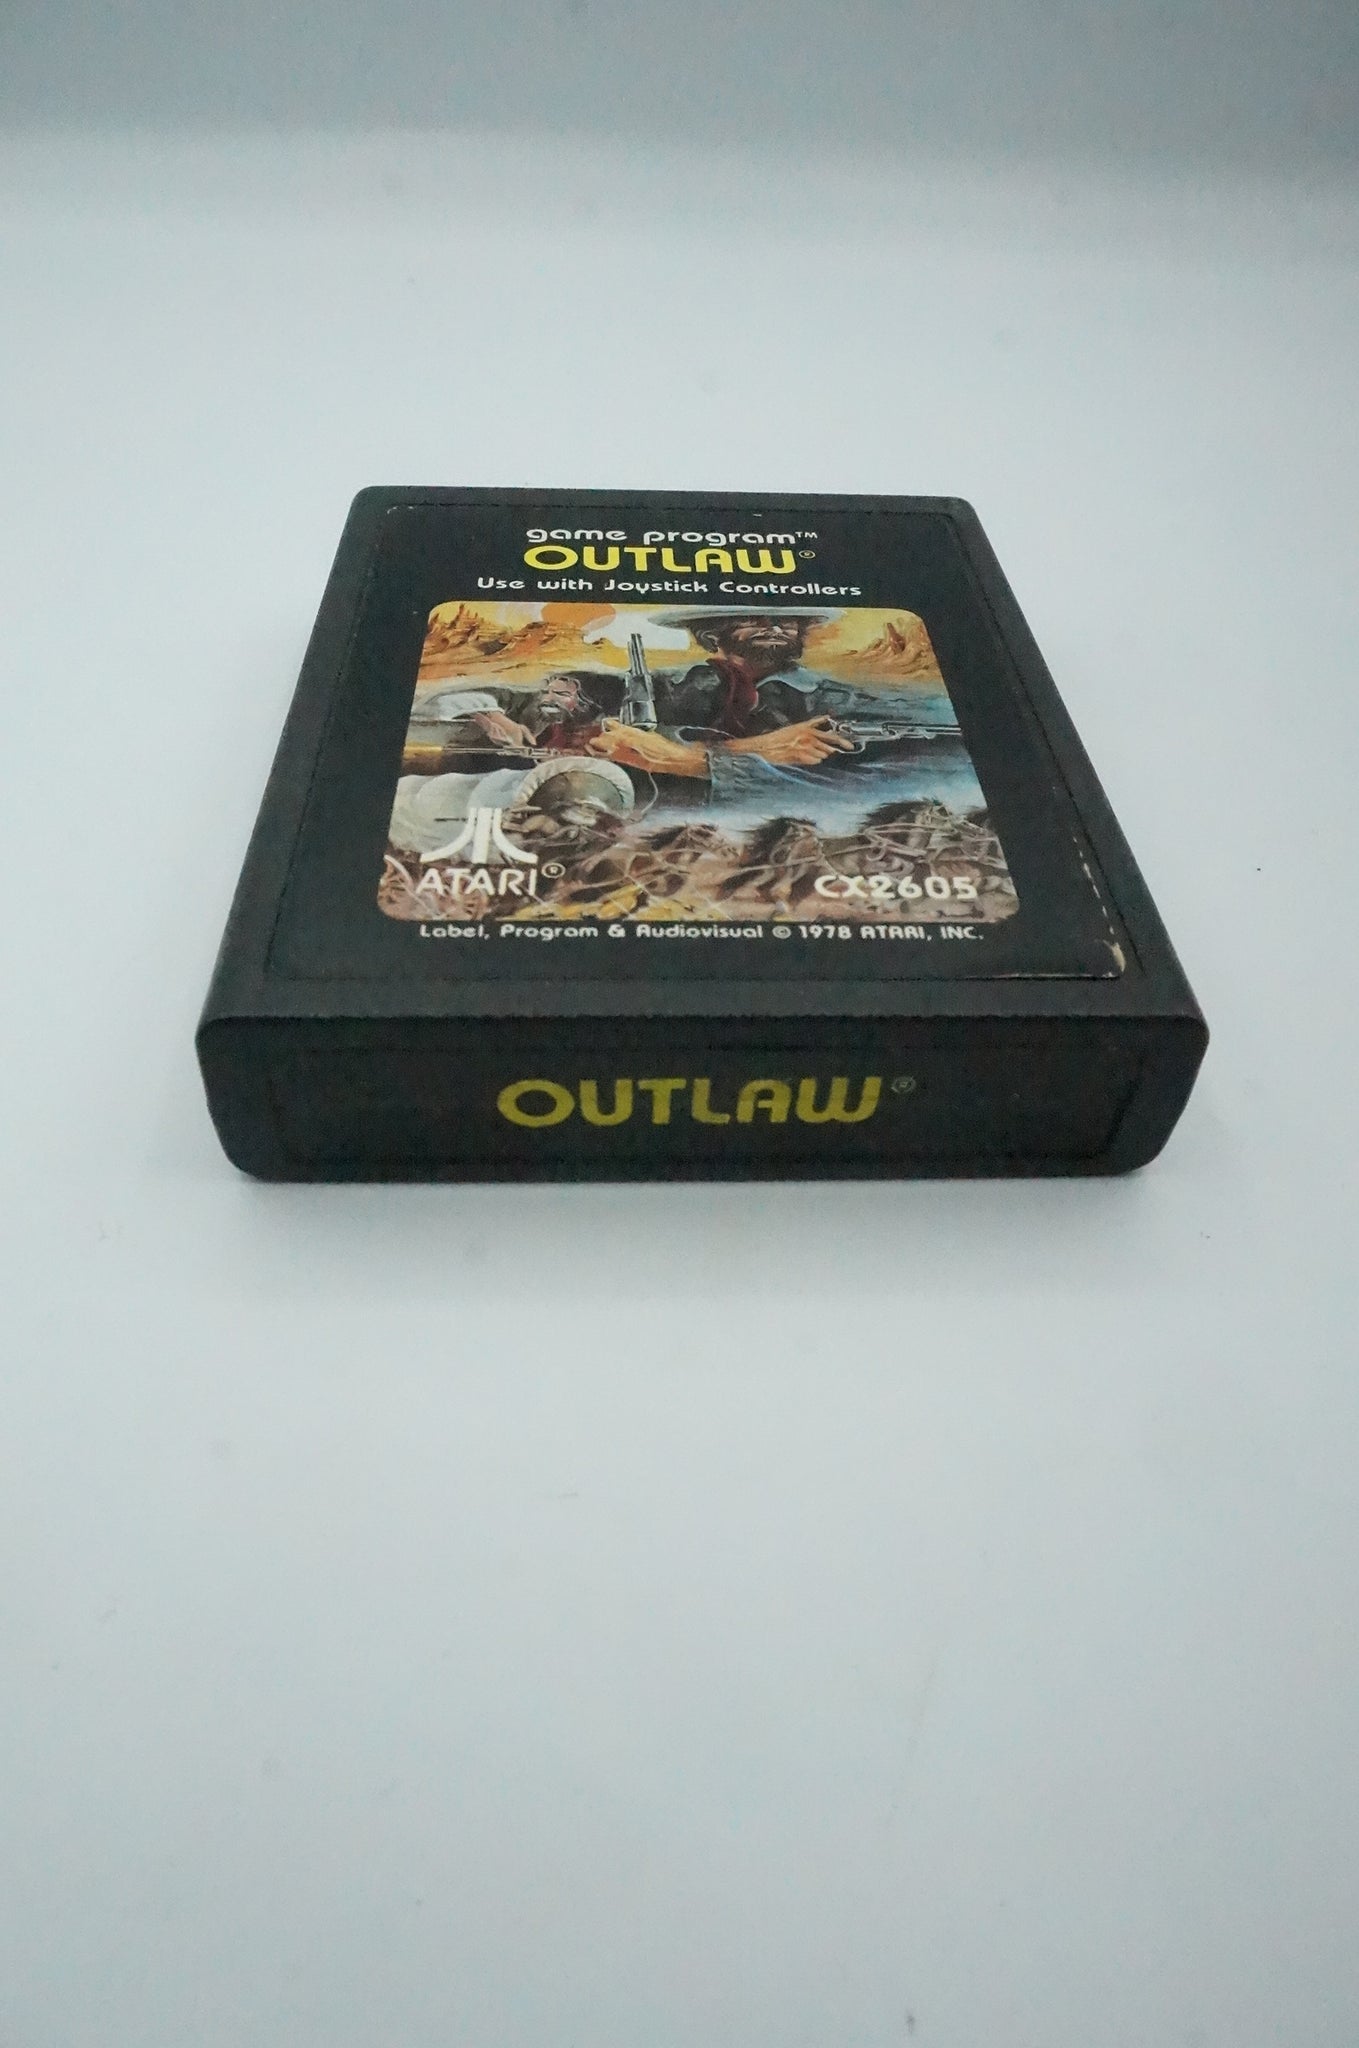 game program™
OUTLAW®
Use with Joystick Controllers
ATARI®
CX2605
Label, Program & Audiovisual © 1978 ATARI, INC.
OUTLAW®